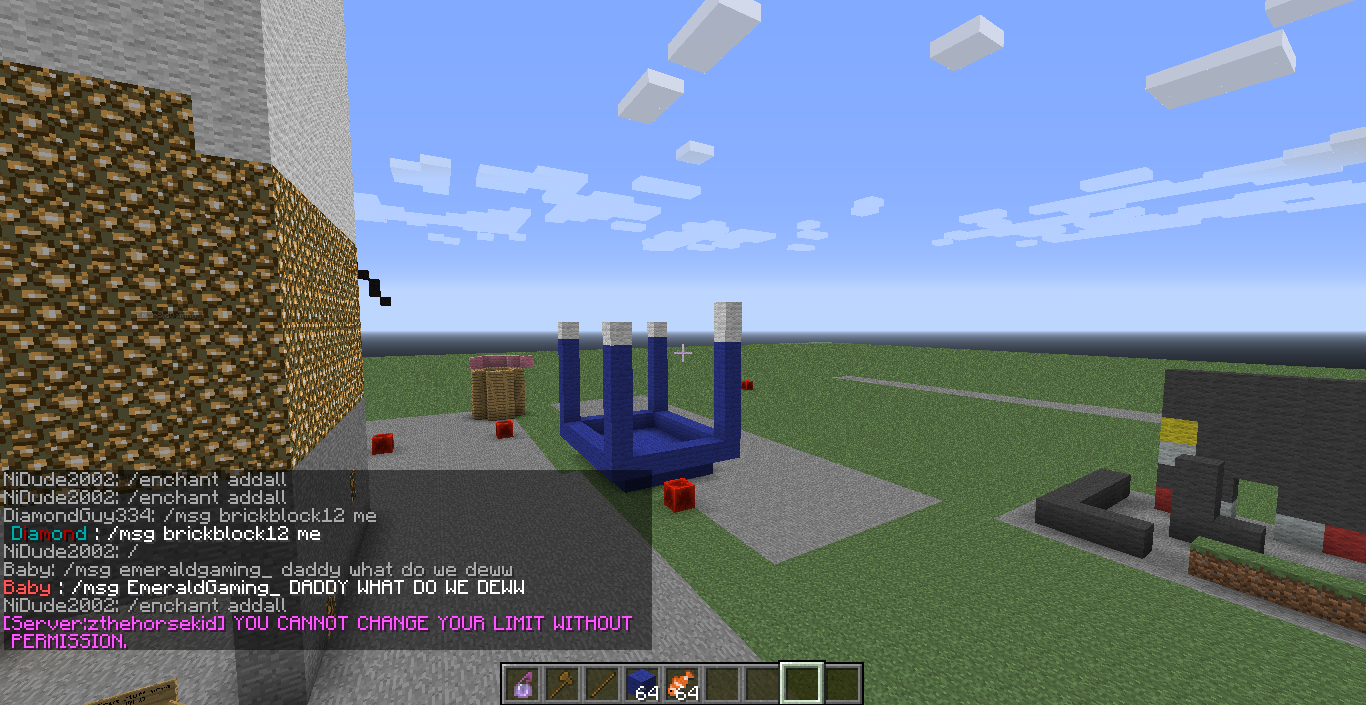 NiDude2002: /enchant addall
NiDude2002: /enchant addall
DiamondGuy334: /msg brickblock12 me
Diamond : /msg brickblock12 me
NiDude2002: /
Baby: /msg emeraldgaming_ daddy what do we deww
Baby : /msg EmeraldGaming_ DADDY WHAT DO WE DEWW
NiDude2002: /enchant addall
[Server:zthehorsekid] YOU CANNOT CHANGE YOUR LIMIT WITHOUT
PERMISSION.
64 64